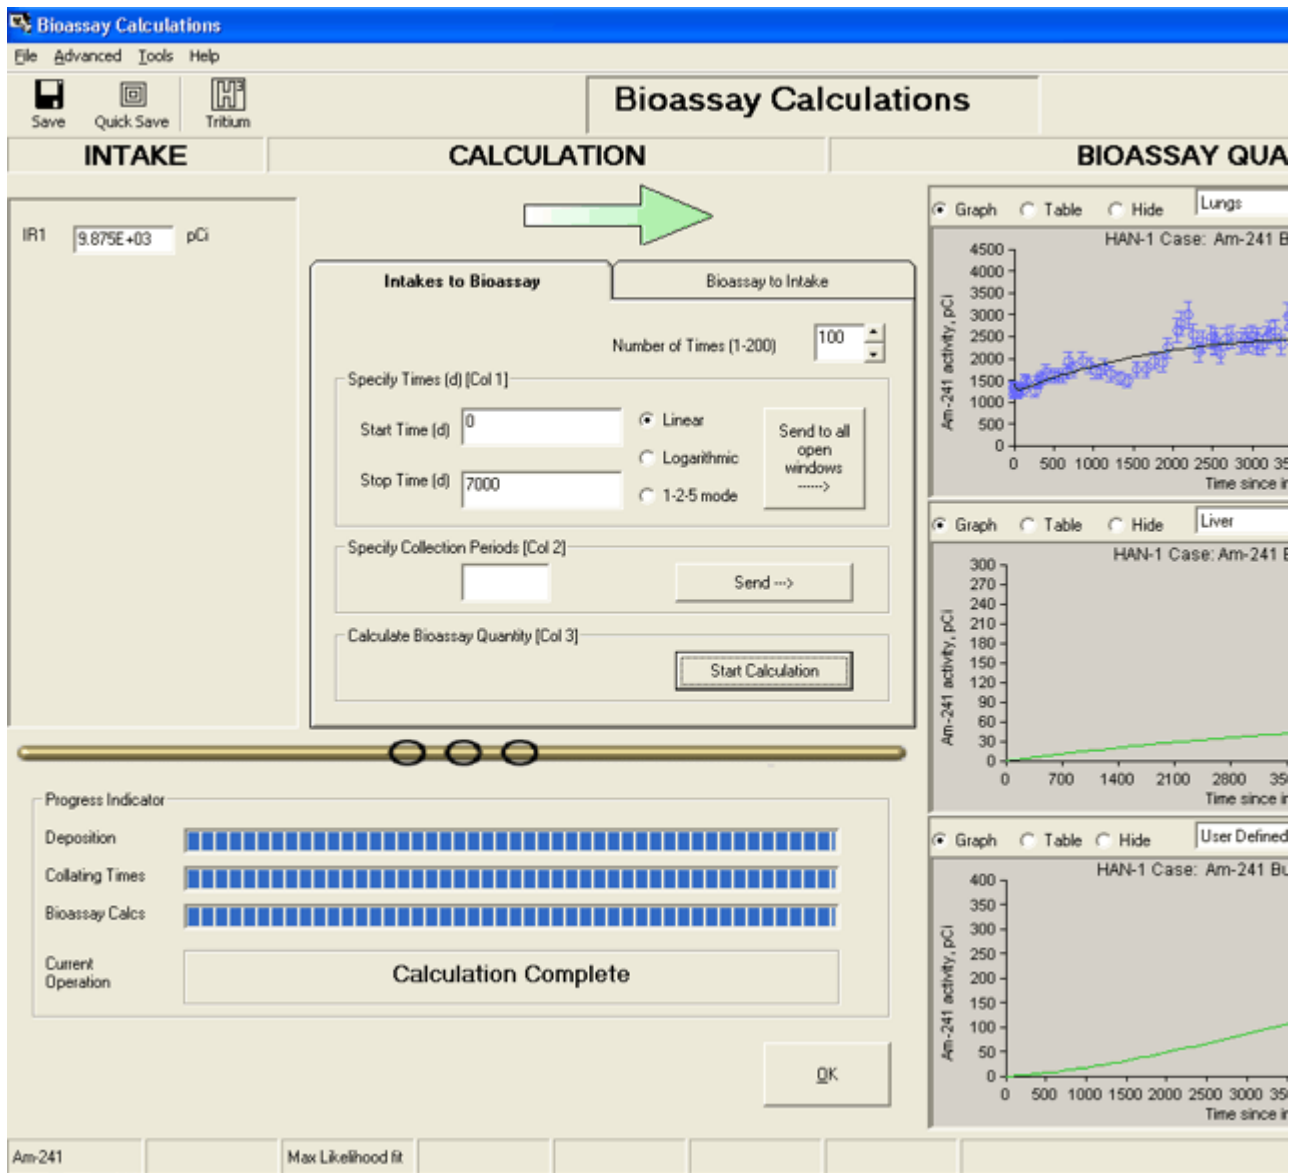 Bioassay Calculations
File Advanced Tools Help
Save Quick Save Tritium
Bioassay Calculations
INTAKE CALCULATION BIOASSAY QUA
IR1 9.875E+03 pCi
Intakes to Bioassay Bioassay to Intake
Number of Times (1-200) 100
Specify Times (d) [Col 1]
Start Time (d) 0
Stop Time (d) 7000
Linear
Logarithmic
1-2-5 mode
Send to all
open
windows
------>
Specify Collection Periods [Col 2]
Send --->
Calculate Bioassay Quantity [Col 3]
Start Calculation
Progress Indicator
Deposition
Collating Times
Bioassay Calcs
Current
Operation
Calculation Complete
OK
Graph Table Hide Lungs
HAN-1 Case: Am-241 B
Am-241 activity, pCi
4500
4000
3500
3000
2500
2000
1500
1000
500
0
0 500 1000 1500 2000 2500 3000 35
Time since in
Graph Table Hide Liver
HAN-1 Case: Am-241 B
Am-241 activity, pCi
300
270
240
210
180
150
120
90
60
30
0
0 700 1400 2100 2800 350
Time since in
Graph Table Hide User Defined
HAN-1 Case: Am-241 Bu
Am-241 activity, pCi
400
350
300
250
200
150
100
50
0
0 500 1000 1500 2000 2500 3000 35
Time since in
Am-241 Max Likelihood fit